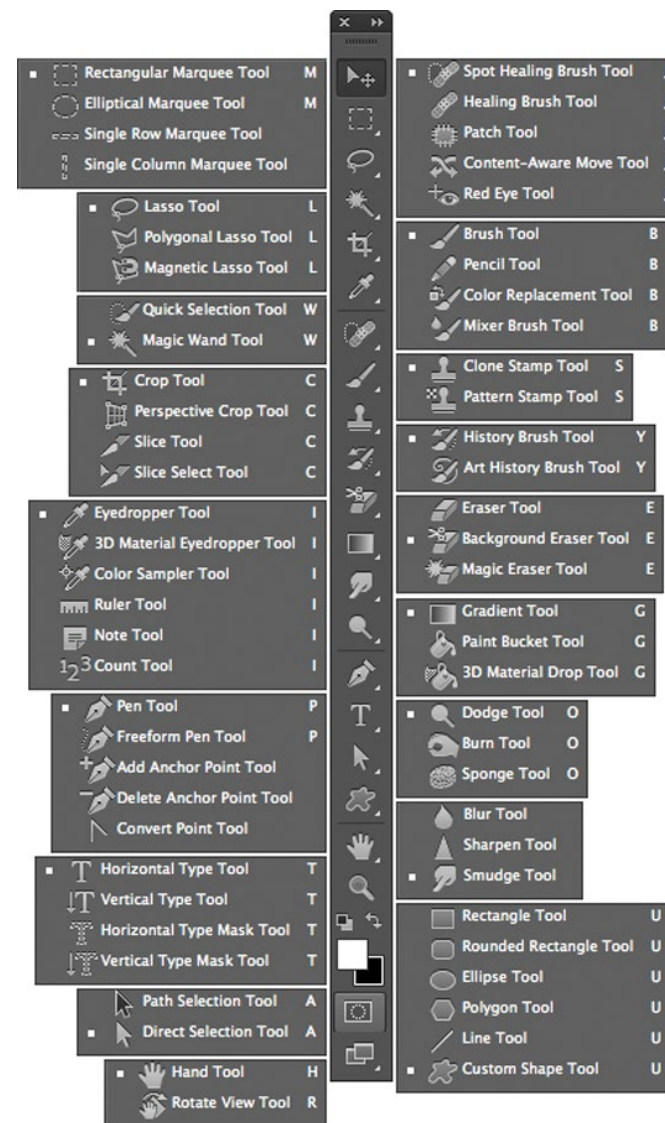 Rectangular Marquee Tool M
Elliptical Marquee Tool M
Single Row Marquee Tool
Single Column Marquee Tool
Lasso Tool L
Polygonal Lasso Tool L
Magnetic Lasso Tool L
Quick Selection Tool W
Magic Wand Tool W
Crop Tool C
Perspective Crop Tool C
Slice Tool C
Slice Select Tool C
Eyedropper Tool I
3D Material Eyedropper Tool I
Color Sampler Tool I
Ruler Tool I
Note Tool I
Count Tool I
Pen Tool P
Freeform Pen Tool P
Add Anchor Point Tool
Delete Anchor Point Tool
Convert Point Tool
Horizontal Type Tool T
Vertical Type Tool T
Horizontal Type Mask Tool T
Vertical Type Mask Tool T
Path Selection Tool A
Direct Selection Tool A
Hand Tool H
Rotate View Tool R
Spot Healing Brush Tool
Healing Brush Tool
Patch Tool
Content-Aware Move Tool
Red Eye Tool
Brush Tool B
Pencil Tool B
Color Replacement Tool B
Mixer Brush Tool B
Clone Stamp Tool S
Pattern Stamp Tool S
History Brush Tool Y
Art History Brush Tool Y
Eraser Tool E
Background Eraser Tool E
Magic Eraser Tool E
Gradient Tool G
Paint Bucket Tool G
3D Material Drop Tool G
Dodge Tool O
Burn Tool O
Sponge Tool O
Blur Tool
Sharpen Tool
Smudge Tool
Rectangle Tool U
Rounded Rectangle Tool U
Ellipse Tool U
Polygon Tool U
Line Tool U
Custom Shape Tool U